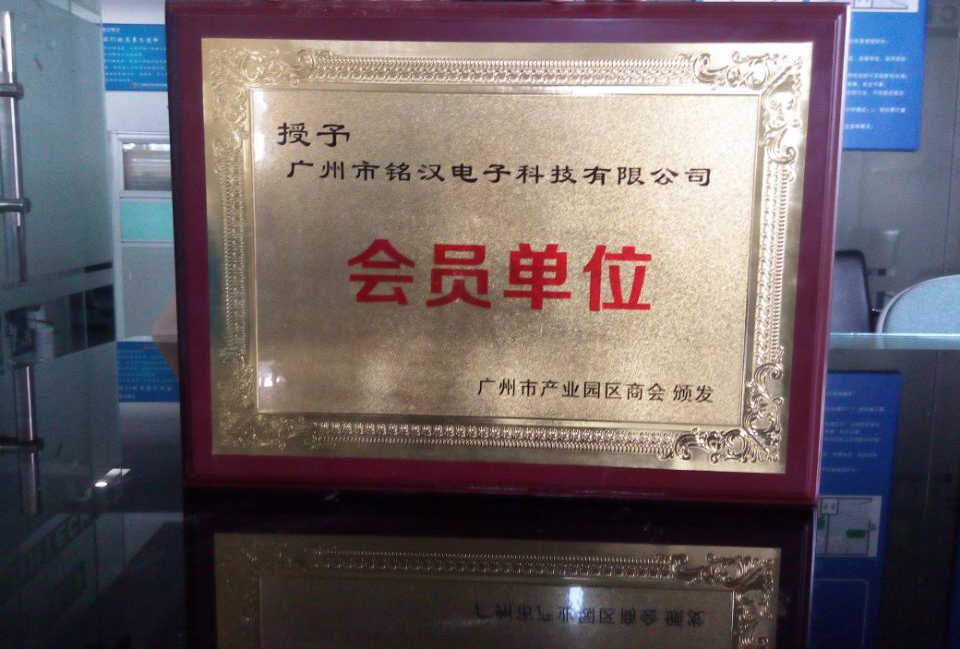 授予
广州市铭汉电子科技有限公司
会员单位
广州市产业园区商会 颁发